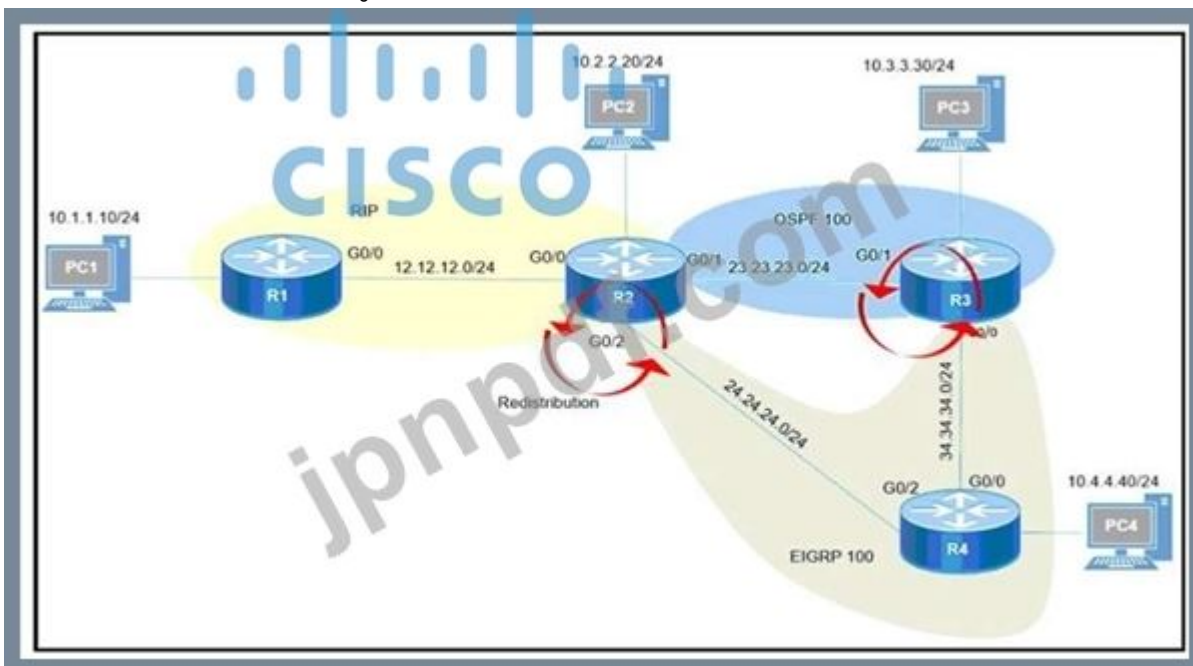 10.2.2.20/24
10.3.3.30/24
PC2
PC3
CISCO
10.1.1.10/24
RIP
OSPF 100
PC1
G0/0
12.12.12.0/24
G0/0
G0/1
23.23.23.0/24
G0/1
R1
R2
R3
G0/2
G0/0
Redistribution
24.24.24.0/24
34.34.34.0/24
jpnpdf.com
G0/2
G0/0
10.4.4.40/24
PC4
EIGRP 100
R4